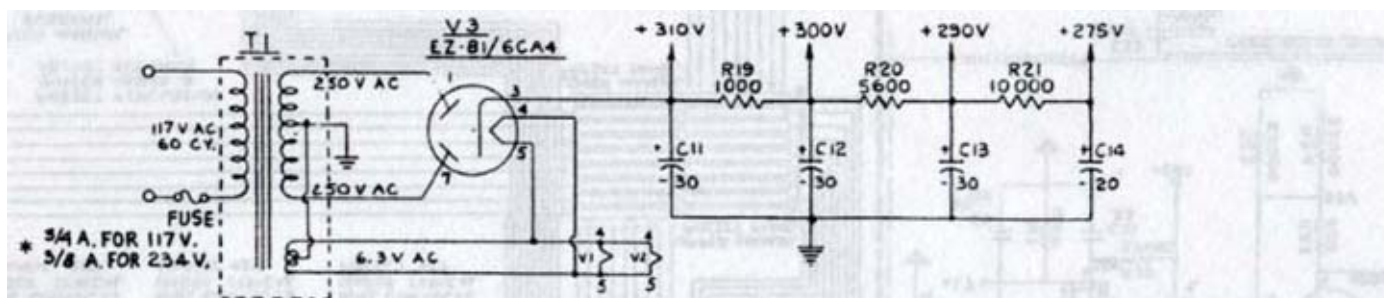 T1
V3
EZ-81/6CA4
+310V
+300V
+290V
+275V
250V AC
1
3
4
5
7
R19
1000
R20
5600
R21
10000
117V AC
60 CY.
+ C11
- 30
+ C12
- 30
+ C13
- 30
+ C14
- 20
250V AC
FUSE
* 3/4 A. FOR 117V.
3/8 A. FOR 234V.
6.3V AC
4
V1
5
4
V2
5